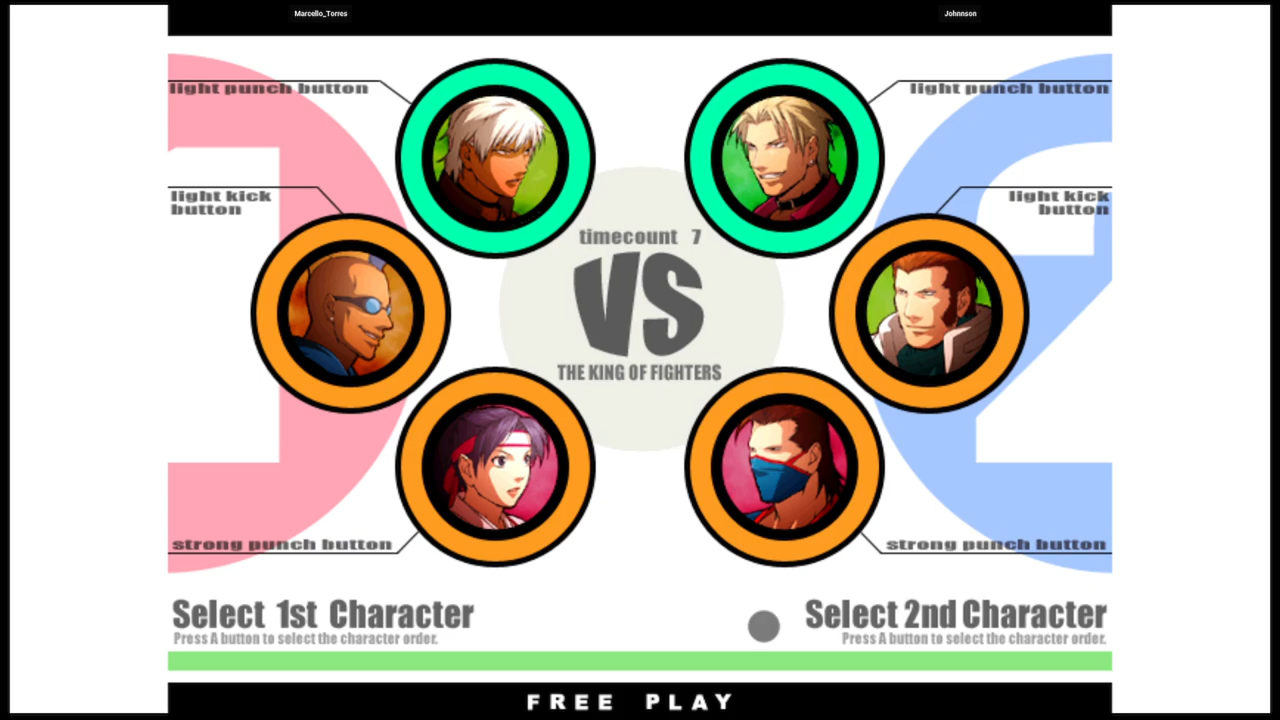 Marcello_Torres
Johnnson
light punch button
light punch button
light kick
button
light kick
button
1
2
timecount 7
VS
THE KING OF FIGHTERS
strong punch button
strong punch button
Select 1st Character
Press A button to select the character order.
Select 2nd Character
Press A button to select the character order.
FREE PLAY